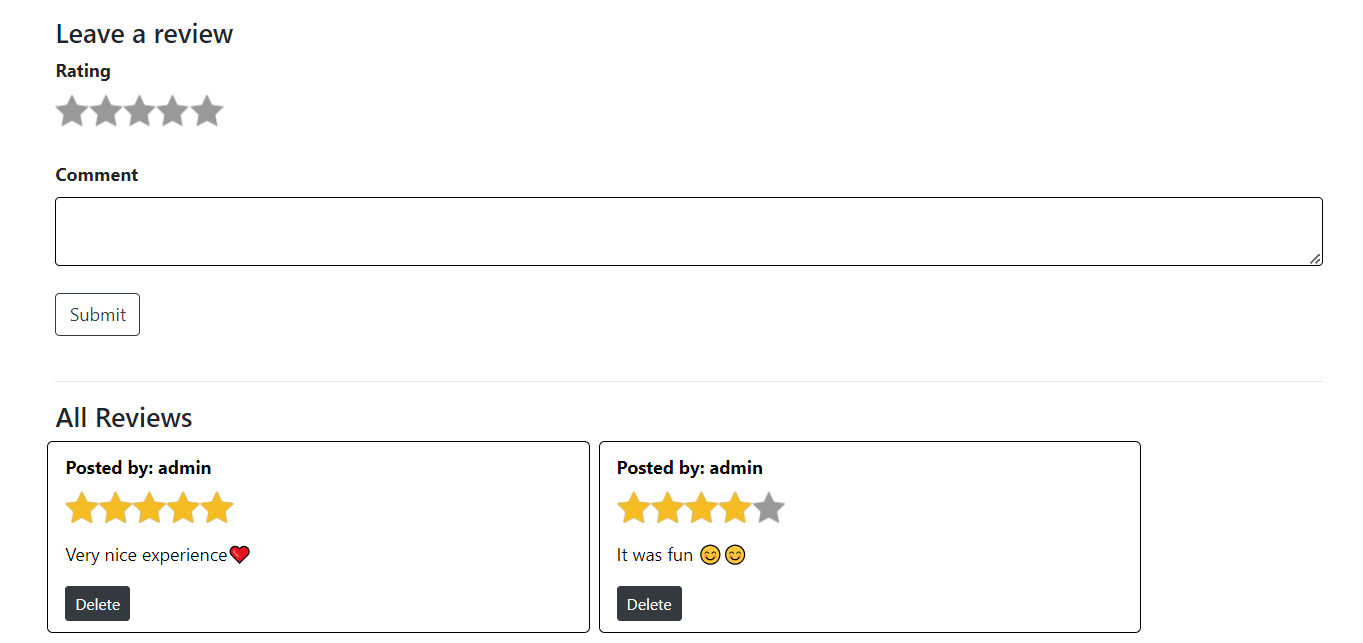 Leave a review
Rating
Comment
Submit
All Reviews
Posted by: admin
Very nice experience❤️
Delete
Posted by: admin
It was fun 😊😊
Delete